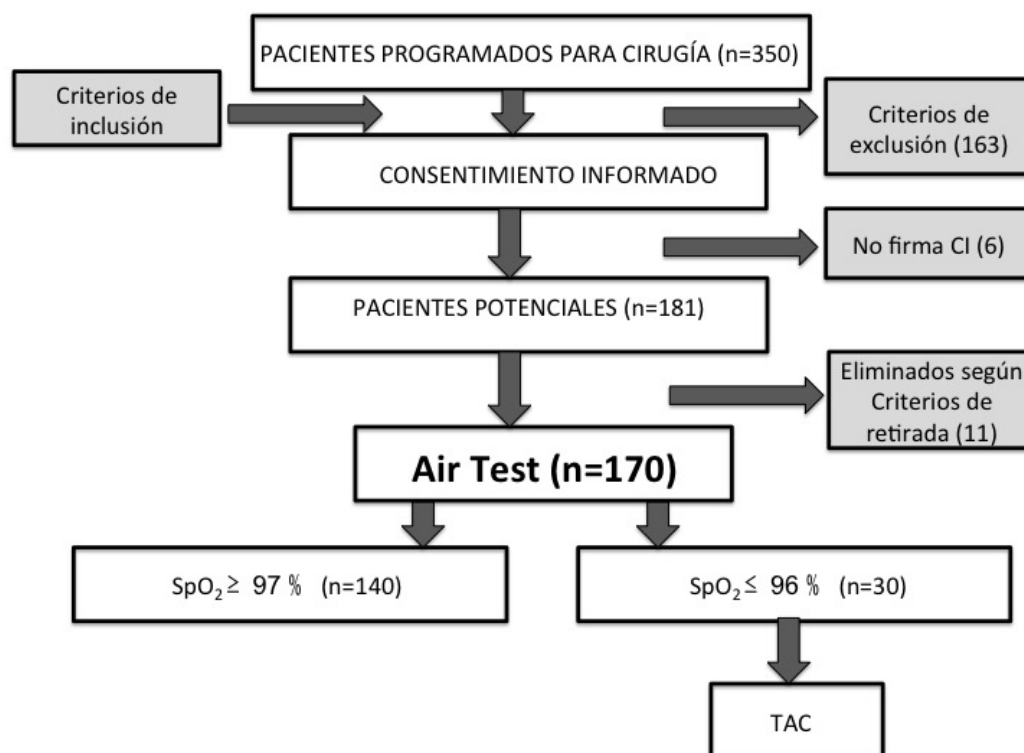 PACIENTES PROGRAMADOS PARA CIRUGÍA (n=350)
Criterios de
inclusión
Criterios de
exclusión (163)
CONSENTIMIENTO INFORMADO
No firma CI (6)
PACIENTES POTENCIALES (n=181)
Eliminados según
Criterios de
retirada (11)
Air Test (n=170)
SpO₂ ≥ 97 % (n=140)
SpO₂ ≤ 96 % (n=30)
TAC